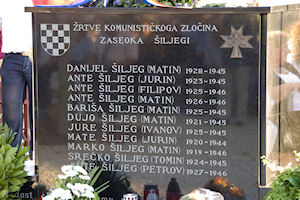 ŽRTVE KOMUNISTIČKOGA ZLOČINA
ZASEOKA ŠILJEGI
DANIJEL ŠILJEG (MATIN) 1928-1945
ANTE ŠILJEG (JURIN) 1923-1945
ANTE ŠILJEG (FILIPOV) 1925-1945
ANTE ŠILJEG (MATIN) 1926-1946
BARIŠA ŠILJEG (MATIN) 1925-1945
DUJO ŠILJEG (MATIN) 1921-1945
JURE ŠILJEG (IVANOV) 1925-1945
MATE ŠILJEG (JURIN) 1920-1944
MARKO ŠILJEG (MATIN) 1919-1946
SREĆKO ŠILJEG (TOMIN) 1924-1945
ŠILJEG (PETROV) 1927-1946